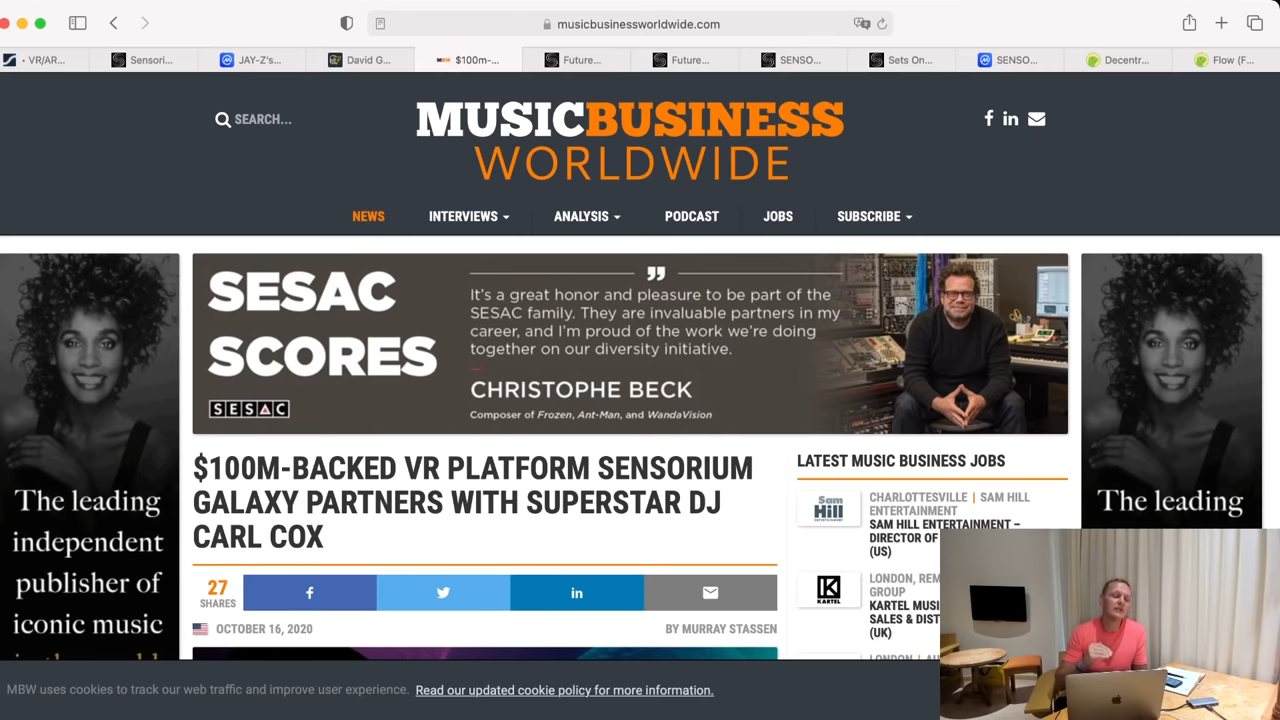 musicbusinessworldwide.com
• VR/AR...
Sensori...
JAY-Z's...
David G...
$100m-...
Future...
Future...
SENSO...
Sets On...
SENSO...
Decentr...
Flow (F...
SEARCH...
MUSICBUSINESS
WORLDWIDE
NEWS
INTERVIEWS
ANALYSIS
PODCAST
JOBS
SUBSCRIBE
SESAC
SCORES
SESAC
It's a great honor and pleasure to be part of the
SESAC family. They are invaluable partners in my
career, and I'm proud of the work we're doing
together on our diversity initiative.
CHRISTOPHE BECK
Composer of Frozen, Ant-Man, and WandaVision
The leading
independent
publisher of
iconic music
The leading
$100M-BACKED VR PLATFORM SENSORIUM
GALAXY PARTNERS WITH SUPERSTAR DJ
CARL COX
27
SHARES
OCTOBER 16, 2020
BY MURRAY STASSEN
LATEST MUSIC BUSINESS JOBS
Sam
Hill
CHARLOTTESVILLE | SAM HILL
ENTERTAINMENT
SAM HILL ENTERTAINMENT –
DIRECTOR OF
(US)
KARTEL
LONDON, REM
GROUP
KARTEL MUSI
SALES & DIST
(UK)
MBW uses cookies to track our web traffic and improve user experience. Read our updated cookie policy for more information.